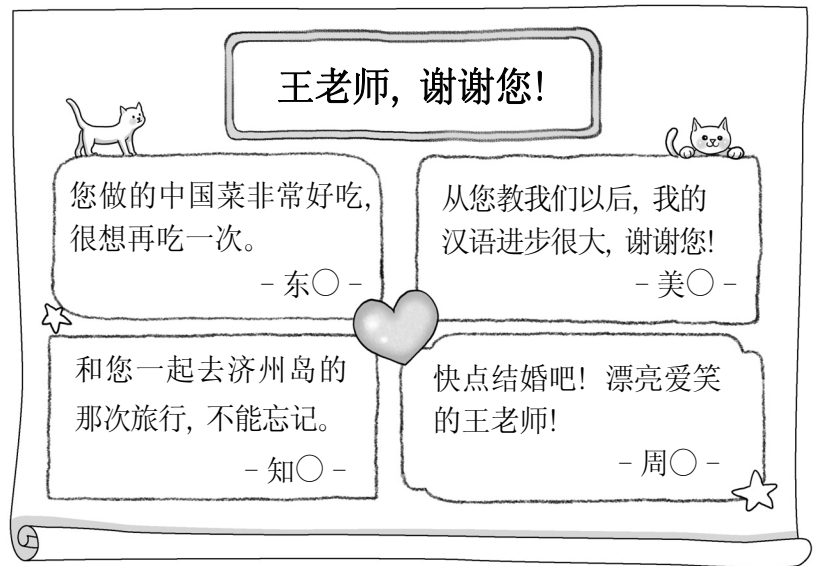 王老师, 谢谢您!
您做的中国菜非常好吃,
很想再吃一次。
- 东○ -
从您教我们以后, 我的
汉语进步很大, 谢谢您!
- 美○ -
和您一起去济州岛的
那次旅行, 不能忘记。
- 知○ -
快点结婚吧! 漂亮爱笑
的王老师!
- 周○ -